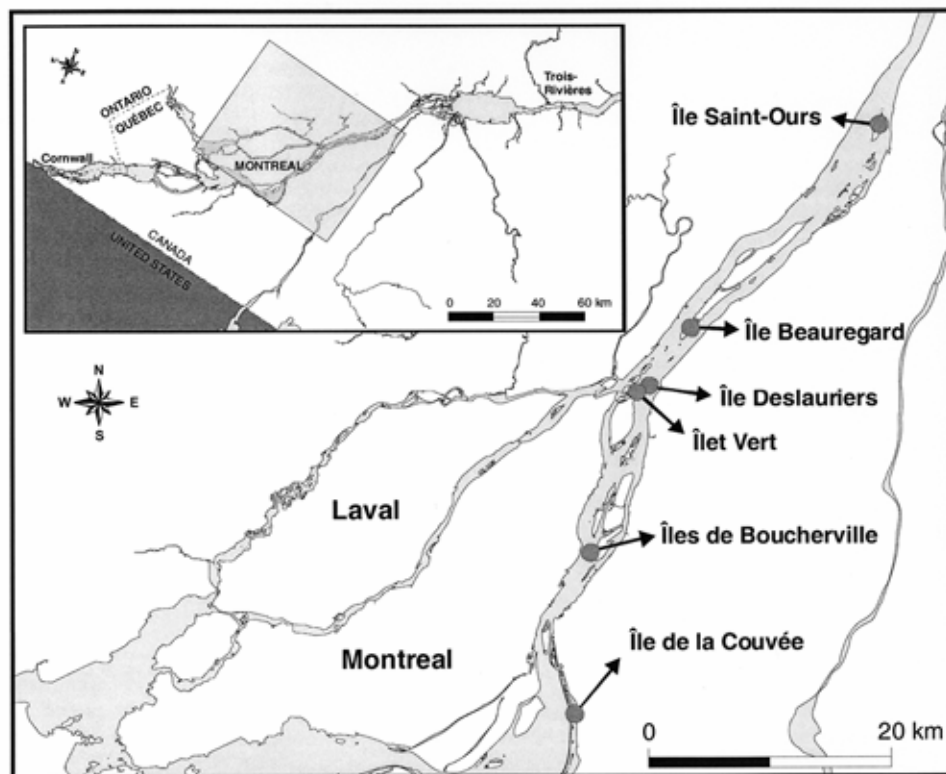 ONTARIO
QUÉBEC
Cornwall
MONTREAL
Trois-
Rivières
CANADA
UNITED STATES
0 20 40 60 km
Île Saint-Ours
Île Beauregard
Île Deslauriers
Îlet Vert
Îles de Boucherville
Île de la Couvée
N
W E
S
Laval
Montreal
0 20 km